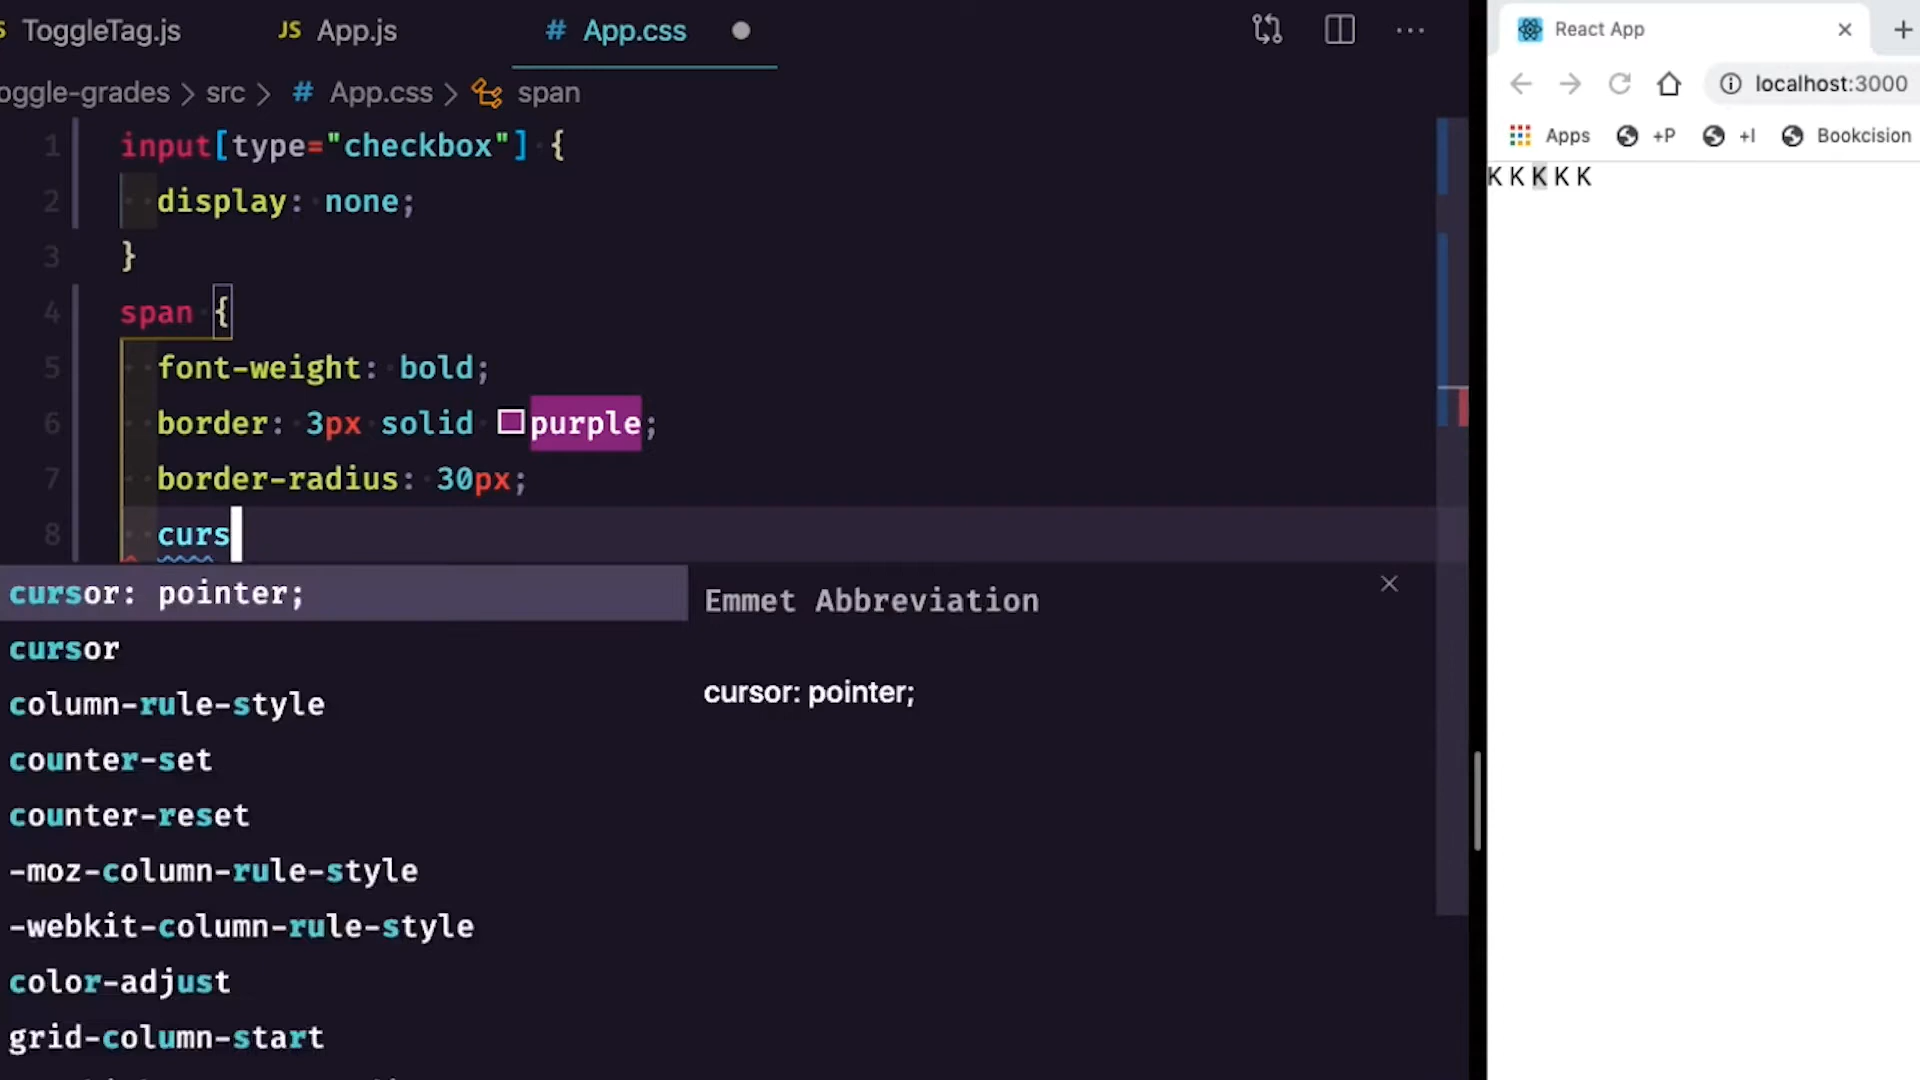 ToggleTag.js JS App.js # App.css
oggle-grades > src > # App.css > span
1 input[type="checkbox"] {
2 display: none;
3 }
4 span {
5 font-weight: bold;
6 border: 3px solid purple;
7 border-radius: 30px;
8 curs
cursor: pointer;
cursor
column-rule-style
counter-set
counter-reset
-moz-column-rule-style
-webkit-column-rule-style
color-adjust
grid-column-start
Emmet Abbreviation
cursor: pointer;
React App
localhost:3000
Apps +P +I Bookcision
K K K K K